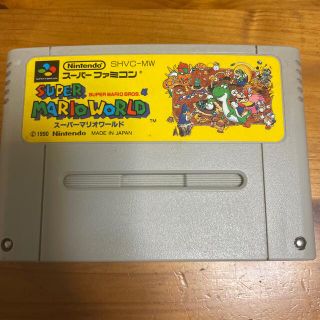 Nintendo SHVC-MW
スーパーファミコン
SUPER MARIO BROS. 4
SUPER
MARIO WORLD
TM
スーパーマリオワールド
© 1990 Nintendo MADE IN JAPAN